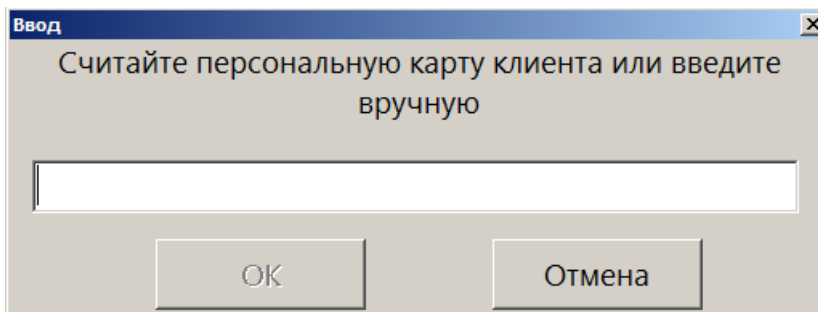 Ввод
Считайте персональную карту клиента или введите
вручную
OK
Отмена